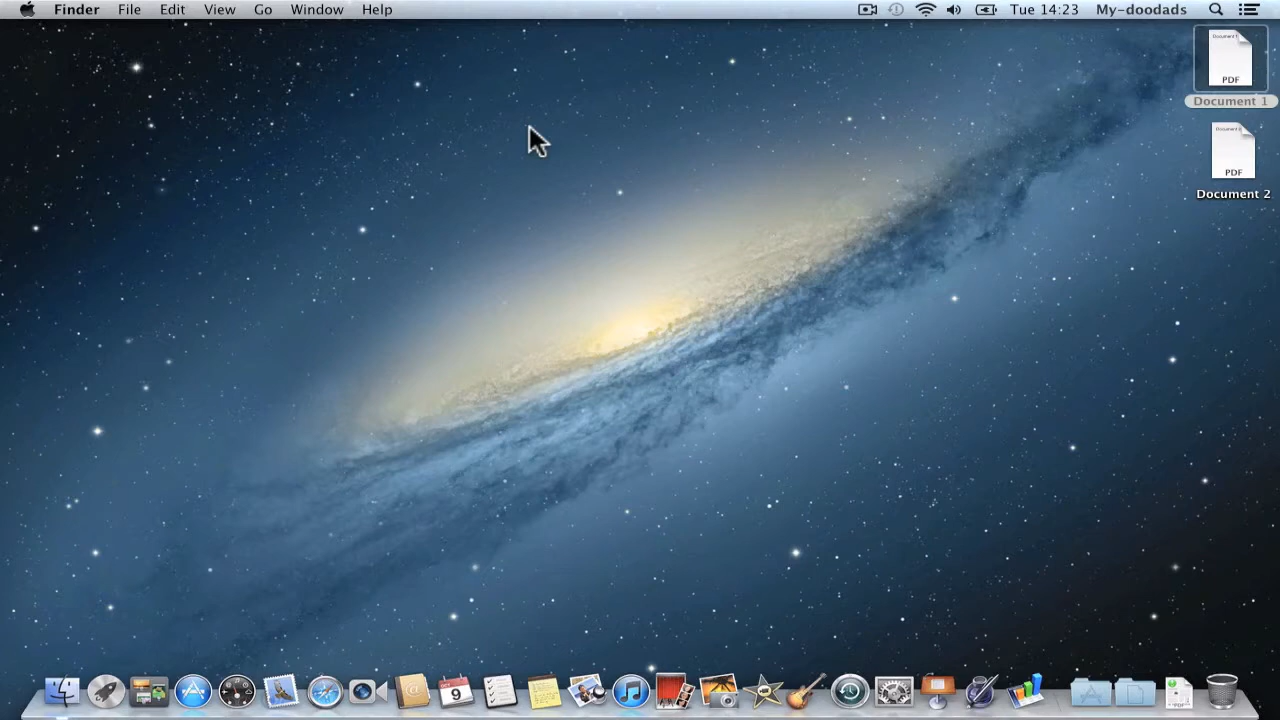 Finder File Edit View Go Window Help Tue 14:23 My-doodads
PDF
Document 1
PDF
Document 2
9
PDF